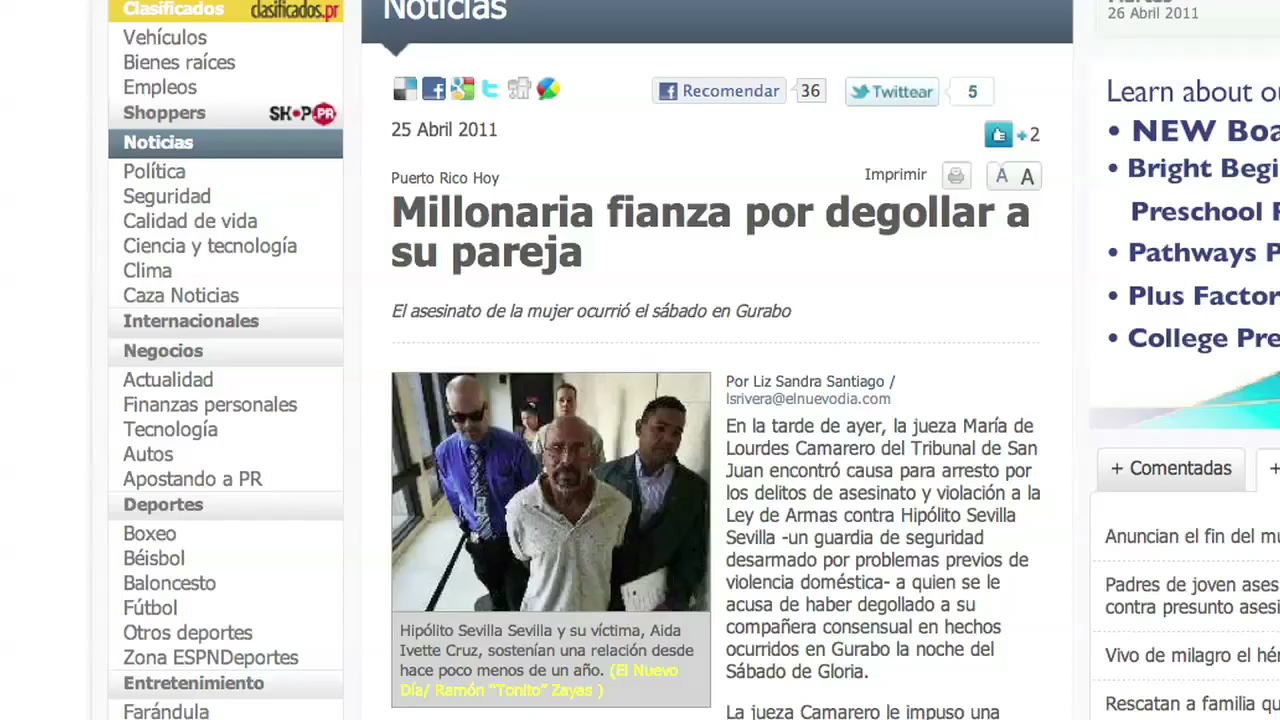 Clasificados
clasificados.pr
Vehículos
Bienes raíces
Empleos
Shoppers
SHOP.PR
Noticias
Política
Seguridad
Calidad de vida
Ciencia y tecnología
Clima
Caza Noticias
Internacionales
Negocios
Actualidad
Finanzas personales
Tecnología
Autos
Apostando a PR
Deportes
Boxeo
Béisbol
Baloncesto
Fútbol
Otros deportes
Zona ESPNDeportes
Entretenimiento
Farándula
Noticias
Recomendar 36
Twittear 5
25 Abril 2011
+2
Puerto Rico Hoy
Imprimir
A A
Millonaria fianza por degollar a
su pareja
El asesinato de la mujer ocurrió el sábado en Gurabo
Hipólito Sevilla Sevilla y su víctima, Aida
Ivette Cruz, sostenían una relación desde
hace poco menos de un año. (El Nuevo
Día/ Ramón “Tonito” Zayas )
Por Liz Sandra Santiago /
lsrivera@elnuevodia.com
En la tarde de ayer, la jueza María de
Lourdes Camarero del Tribunal de San
Juan encontró causa para arresto por
los delitos de asesinato y violación a la
Ley de Armas contra Hipólito Sevilla
Sevilla -un guardia de seguridad
desarmado por problemas previos de
violencia doméstica- a quien se le
acusa de haber degollado a su
compañera consensual en hechos
ocurridos en Gurabo la noche del
Sábado de Gloria.
La jueza Camarero le impuso una
Martes
26 Abril 2011
Learn about ou
• NEW Boa
• Bright Begi
Preschool P
• Pathways P
• Plus Factor
• College Pre
+ Comentadas
+
Anuncian el fin del mu
Padres de joven ases
contra presunto asesi
Vivo de milagro el hé
Rescatan a familia qu